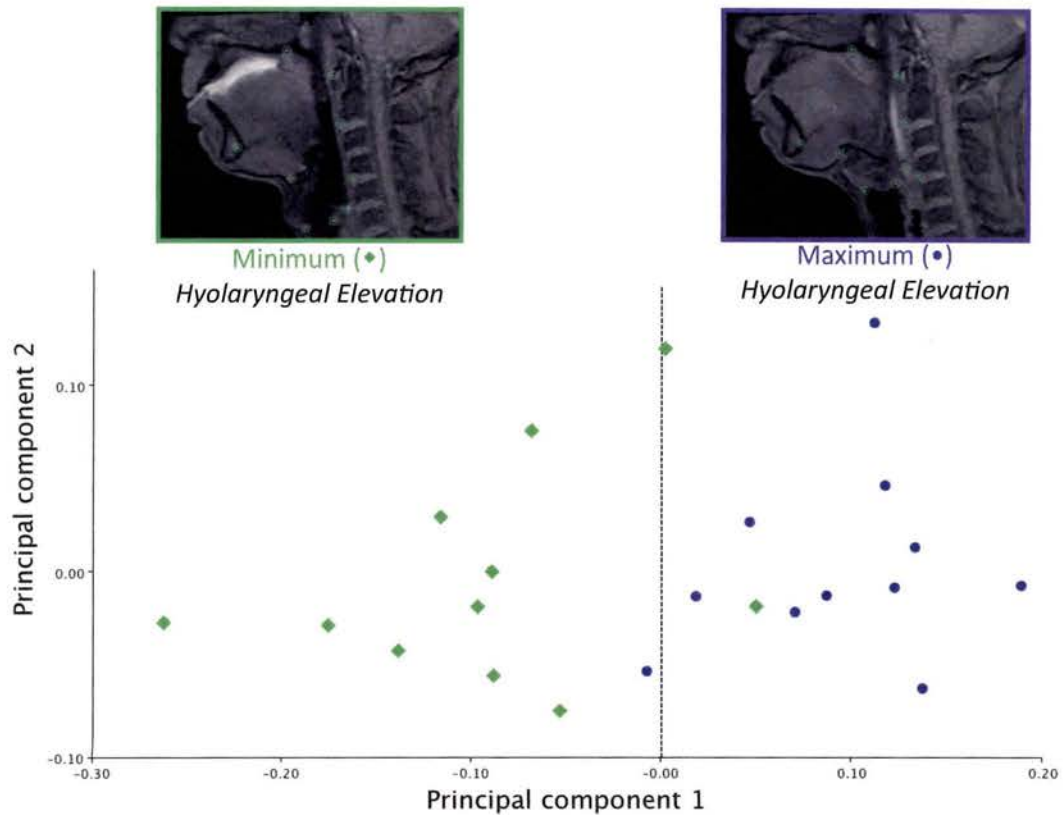 Minimum (◆)
Hyolaryngeal Elevation
Maximum (●)
Hyolaryngeal Elevation
Principal component 2
0.10
0.00
-0.10
-0.30
-0.20
-0.10
-0.00
0.10
0.20
Principal component 1